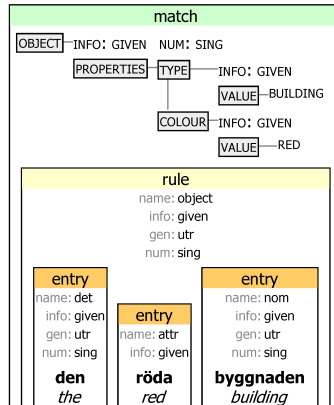 match
OBJECT INFO: GIVEN NUM: SING
PROPERTIES TYPE INFO: GIVEN
VALUE BUILDING
COLOUR INFO: GIVEN
VALUE RED
rule
name: object
info: given
gen: utr
num: sing
entry
name: det
info: given
gen: utr
num: sing
den
the
entry
name: attr
info: given
röda
red
entry
name: nom
info: given
gen: utr
num: sing
byggnaden
building